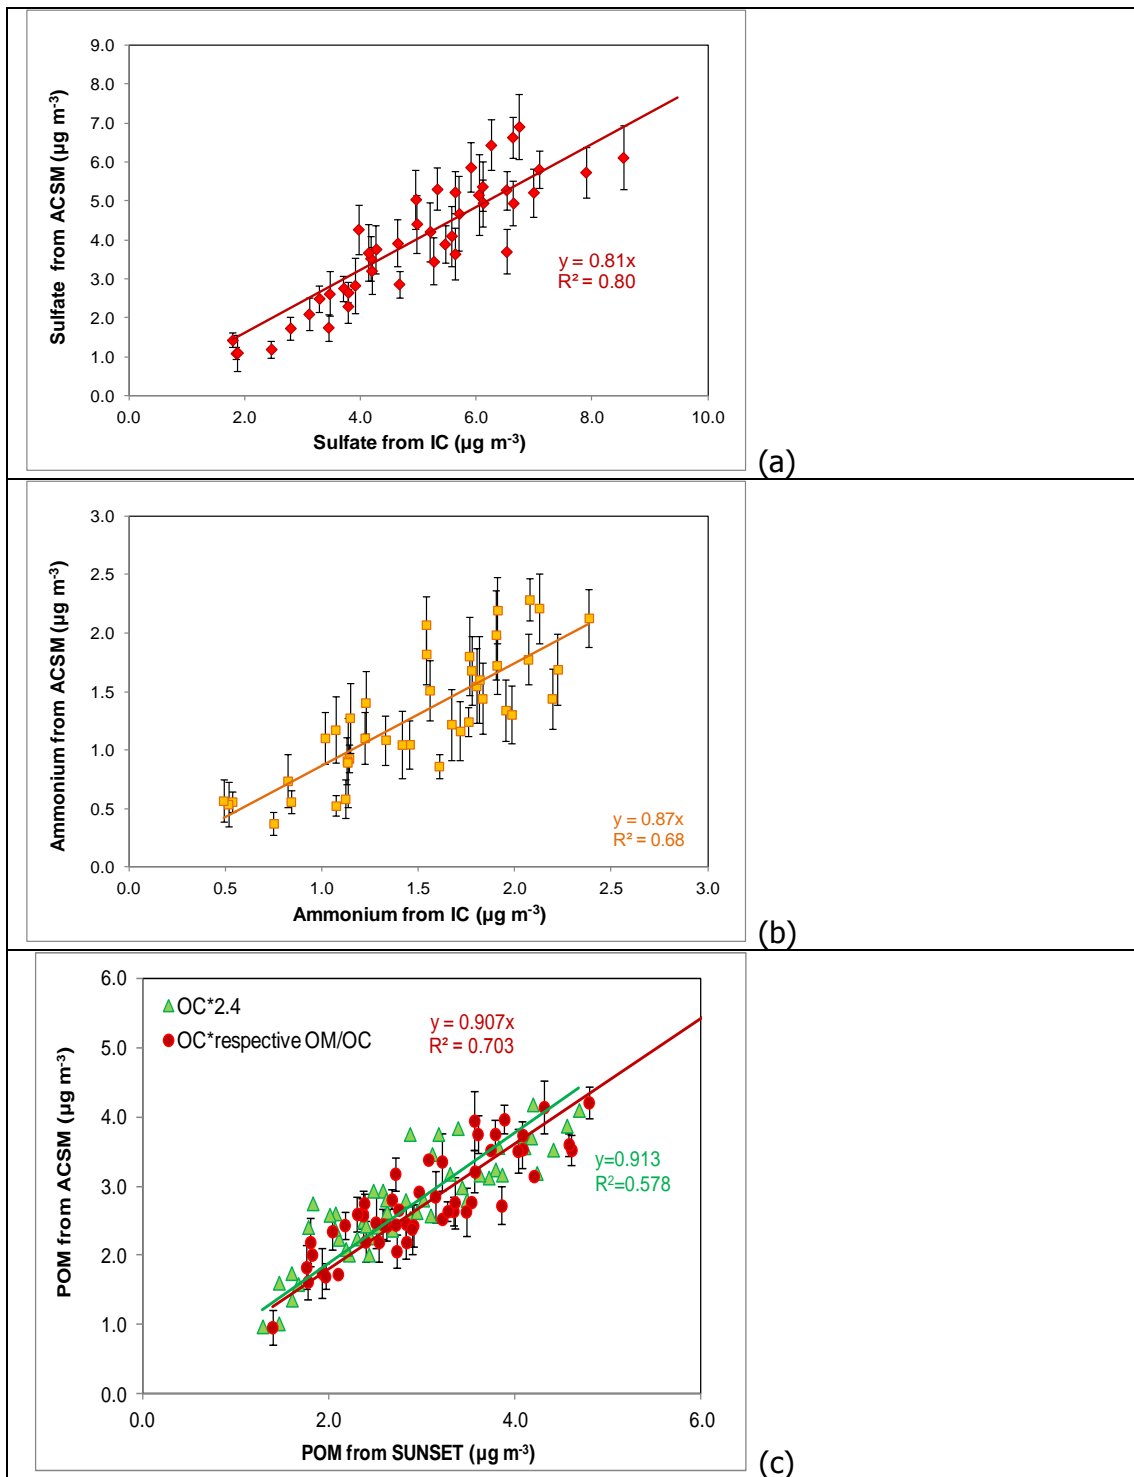 9.0
8.0
7.0
6.0
5.0
4.0
3.0
2.0
1.0
0.0
Sulfate from ACSM (µg m-3)
y = 0.81x
R² = 0.80
0.0 2.0 4.0 6.0 8.0 10.0
Sulfate from IC (µg m-3)
(a)
3.0
2.5
2.0
1.5
1.0
0.5
0.0
Ammonium from ACSM (µg m-3)
y = 0.87x
R² = 0.68
0.0 0.5 1.0 1.5 2.0 2.5 3.0
Ammonium from IC (µg m-3)
(b)
6.0
5.0
4.0
3.0
2.0
1.0
0.0
POM from ACSM (µg m-3)
OC*2.4
OC*respective OM/OC
y = 0.907x
R² = 0.703
y=0.913
R2=0.578
0.0 2.0 4.0 6.0
POM from SUNSET (µg m-3)
(c)